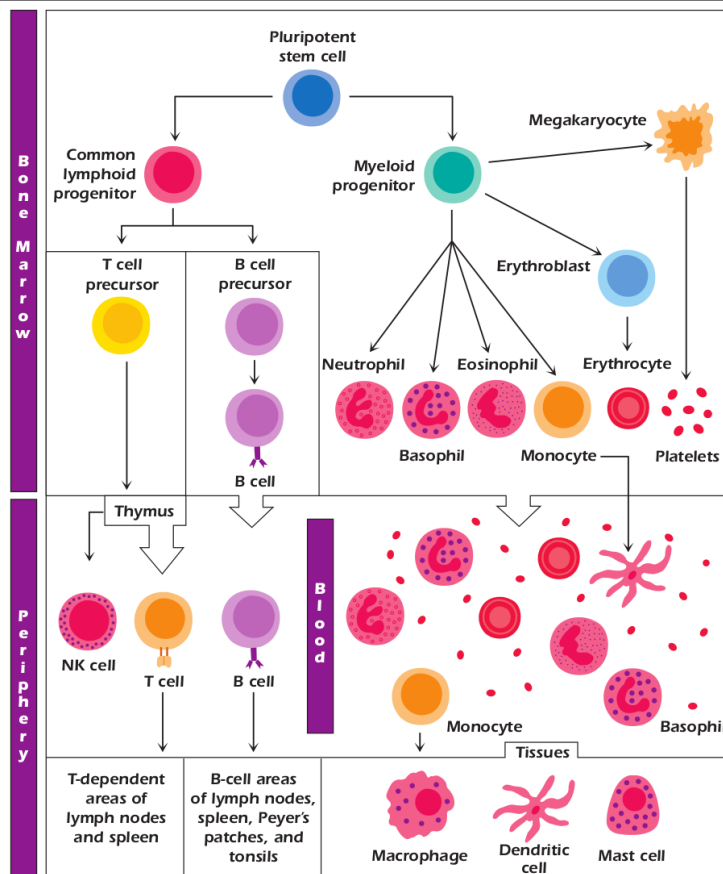 Bone Marrow
Pluripotent
stem cell
Megakaryocyte
Common
lymphoid
progenitor
Myeloid
progenitor
T cell
precursor
B cell
precursor
Erythroblast
Neutrophil
Eosinophil
Erythrocyte
Basophil
Monocyte
Platelets
B cell
Periphery
Thymus
Blood
NK cell
T cell
B cell
Monocyte
Basophil
Tissues
T-dependent
areas of
lymph nodes
and spleen
B-cell areas
of lymph nodes,
spleen, Peyer's
patches, and
tonsils
Macrophage
Dendritic
cell
Mast cell